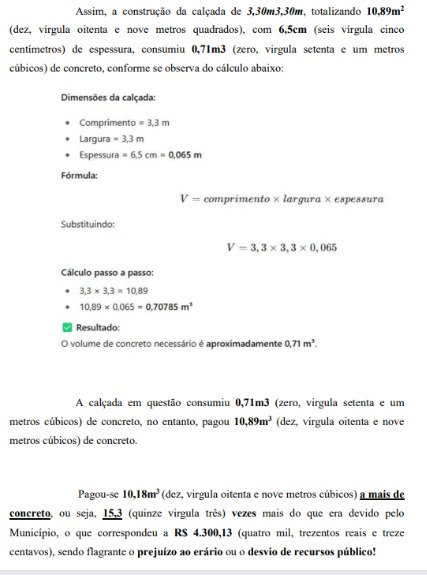 Assim, a construção da calçada de 3,30m3,30m, totalizando 10,89m²
(dez, vírgula oitenta e nove metros quadrados), com 6,5cm (seis vírgula cinco
centímetros) de espessura, consumiu 0,71m3 (zero, virgula setenta e um metros
cúbicos) de concreto, conforme se observa do cálculo abaixo:
Dimensões da calçada:
• Comprimento = 3,3 m
• Largura = 3,3 m
• Espessura = 6,5 cm = 0,065 m
Fórmula:
V = comprimento × largura × espessura
Substituindo:
V = 3,3 × 3,3 × 0,065
Cálculo passo a passo:
• 3,3 × 3,3 = 10,89
• 10,89 × 0,065 = 0,70785 m³
✅ Resultado:
O volume de concreto necessário é aproximadamente 0,71 m³.
A calçada em questão consumiu 0,71m3 (zero, virgula setenta e um
metros cúbicos) de concreto, no entanto, pagou 10,89m³ (dez, virgula oitenta e nove
metros cúbicos) de concreto.
Pagou-se 10,18m³ (dez, virgula oitenta e nove metros cúbicos) a mais de
concreto, ou seja, 15,3 (quinze virgula três) vezes mais do que era devido pelo
Município, o que correspondeu a R$ 4.300,13 (quatro mil, trezentos reais e treze
centavos), sendo flagrante o prejuízo ao erário ou o desvio de recursos público!